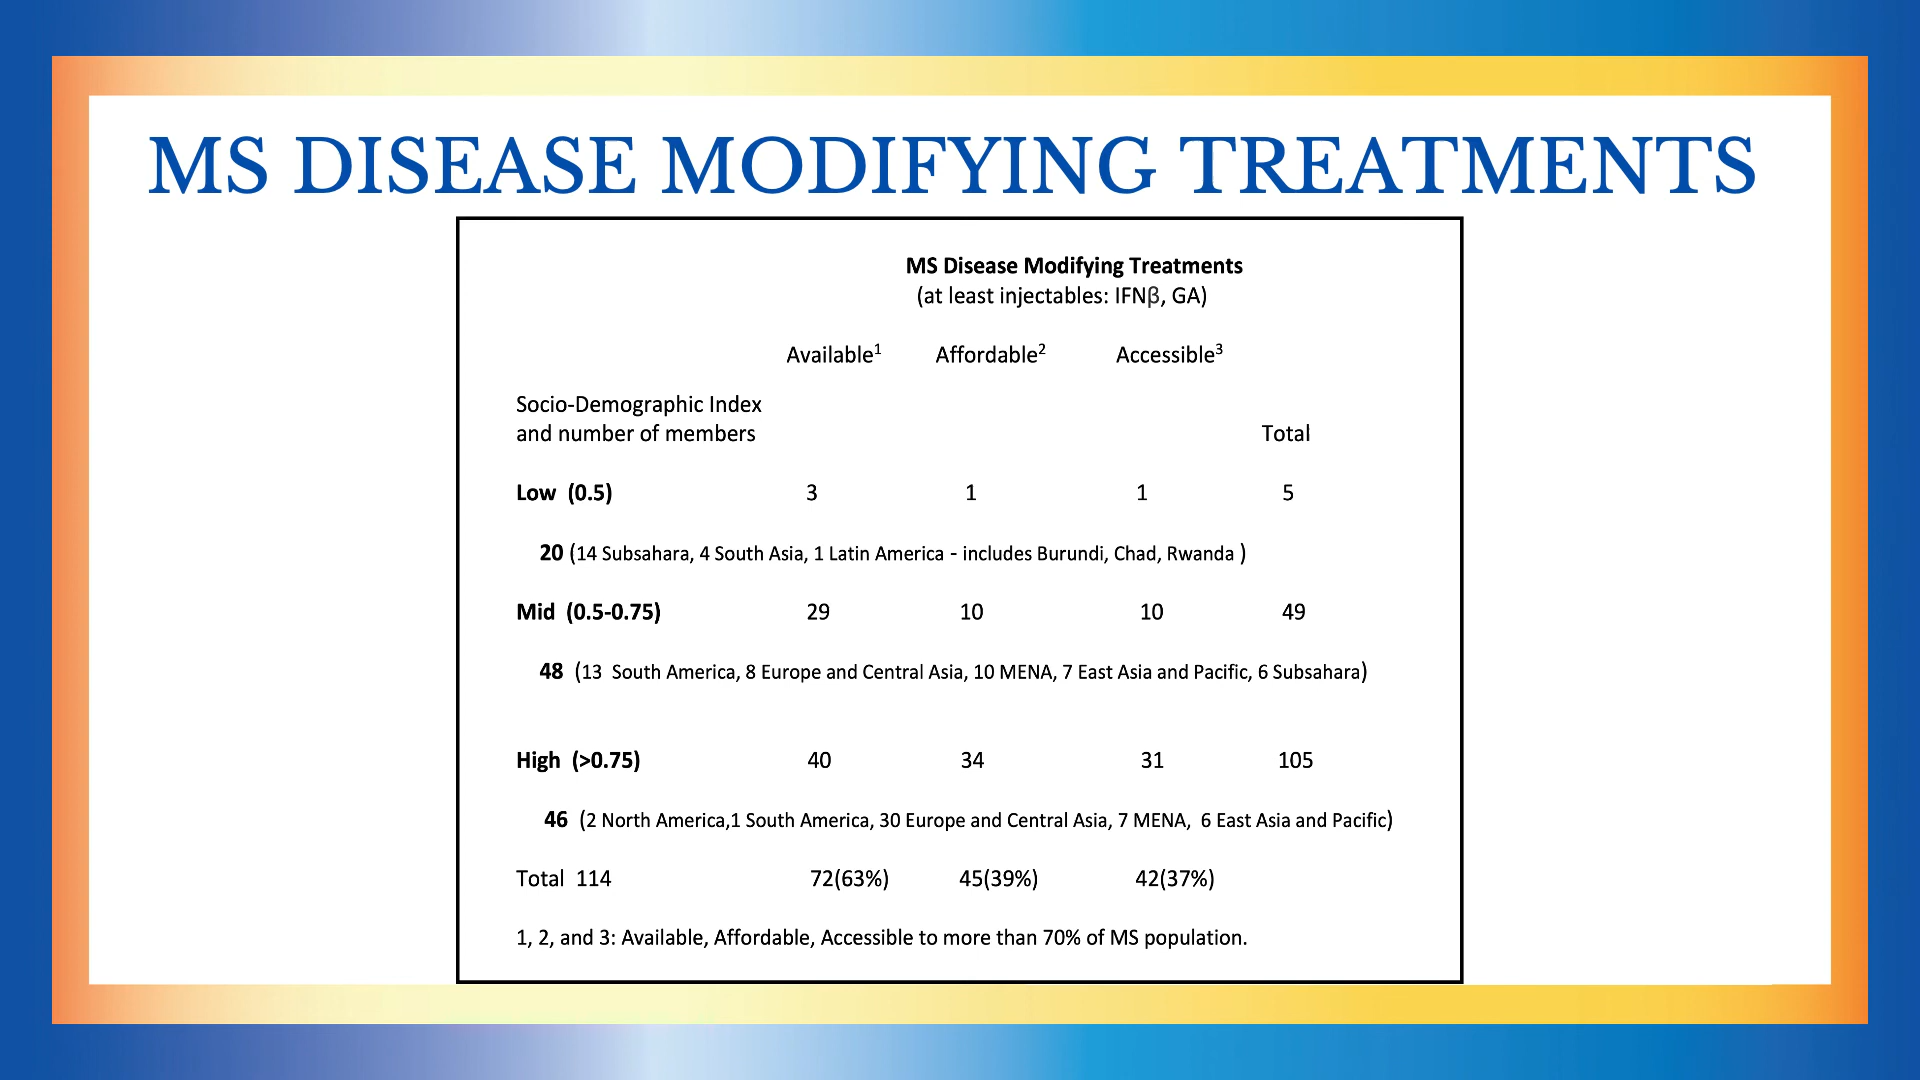 MS DISEASE MODIFYING TREATMENTS
MS Disease Modifying Treatments
(at least injectables: IFNβ, GA)
Available¹ Affordable² Accessible³
Socio-Demographic Index
and number of members Total
Low (0.5) 3 1 1 5
20 (14 Subsahara, 4 South Asia, 1 Latin America - includes Burundi, Chad, Rwanda )
Mid (0.5-0.75) 29 10 10 49
48 (13 South America, 8 Europe and Central Asia, 10 MENA, 7 East Asia and Pacific, 6 Subsahara)
High (>0.75) 40 34 31 105
46 (2 North America,1 South America, 30 Europe and Central Asia, 7 MENA, 6 East Asia and Pacific)
Total 114 72(63%) 45(39%) 42(37%)
1, 2, and 3: Available, Affordable, Accessible to more than 70% of MS population.